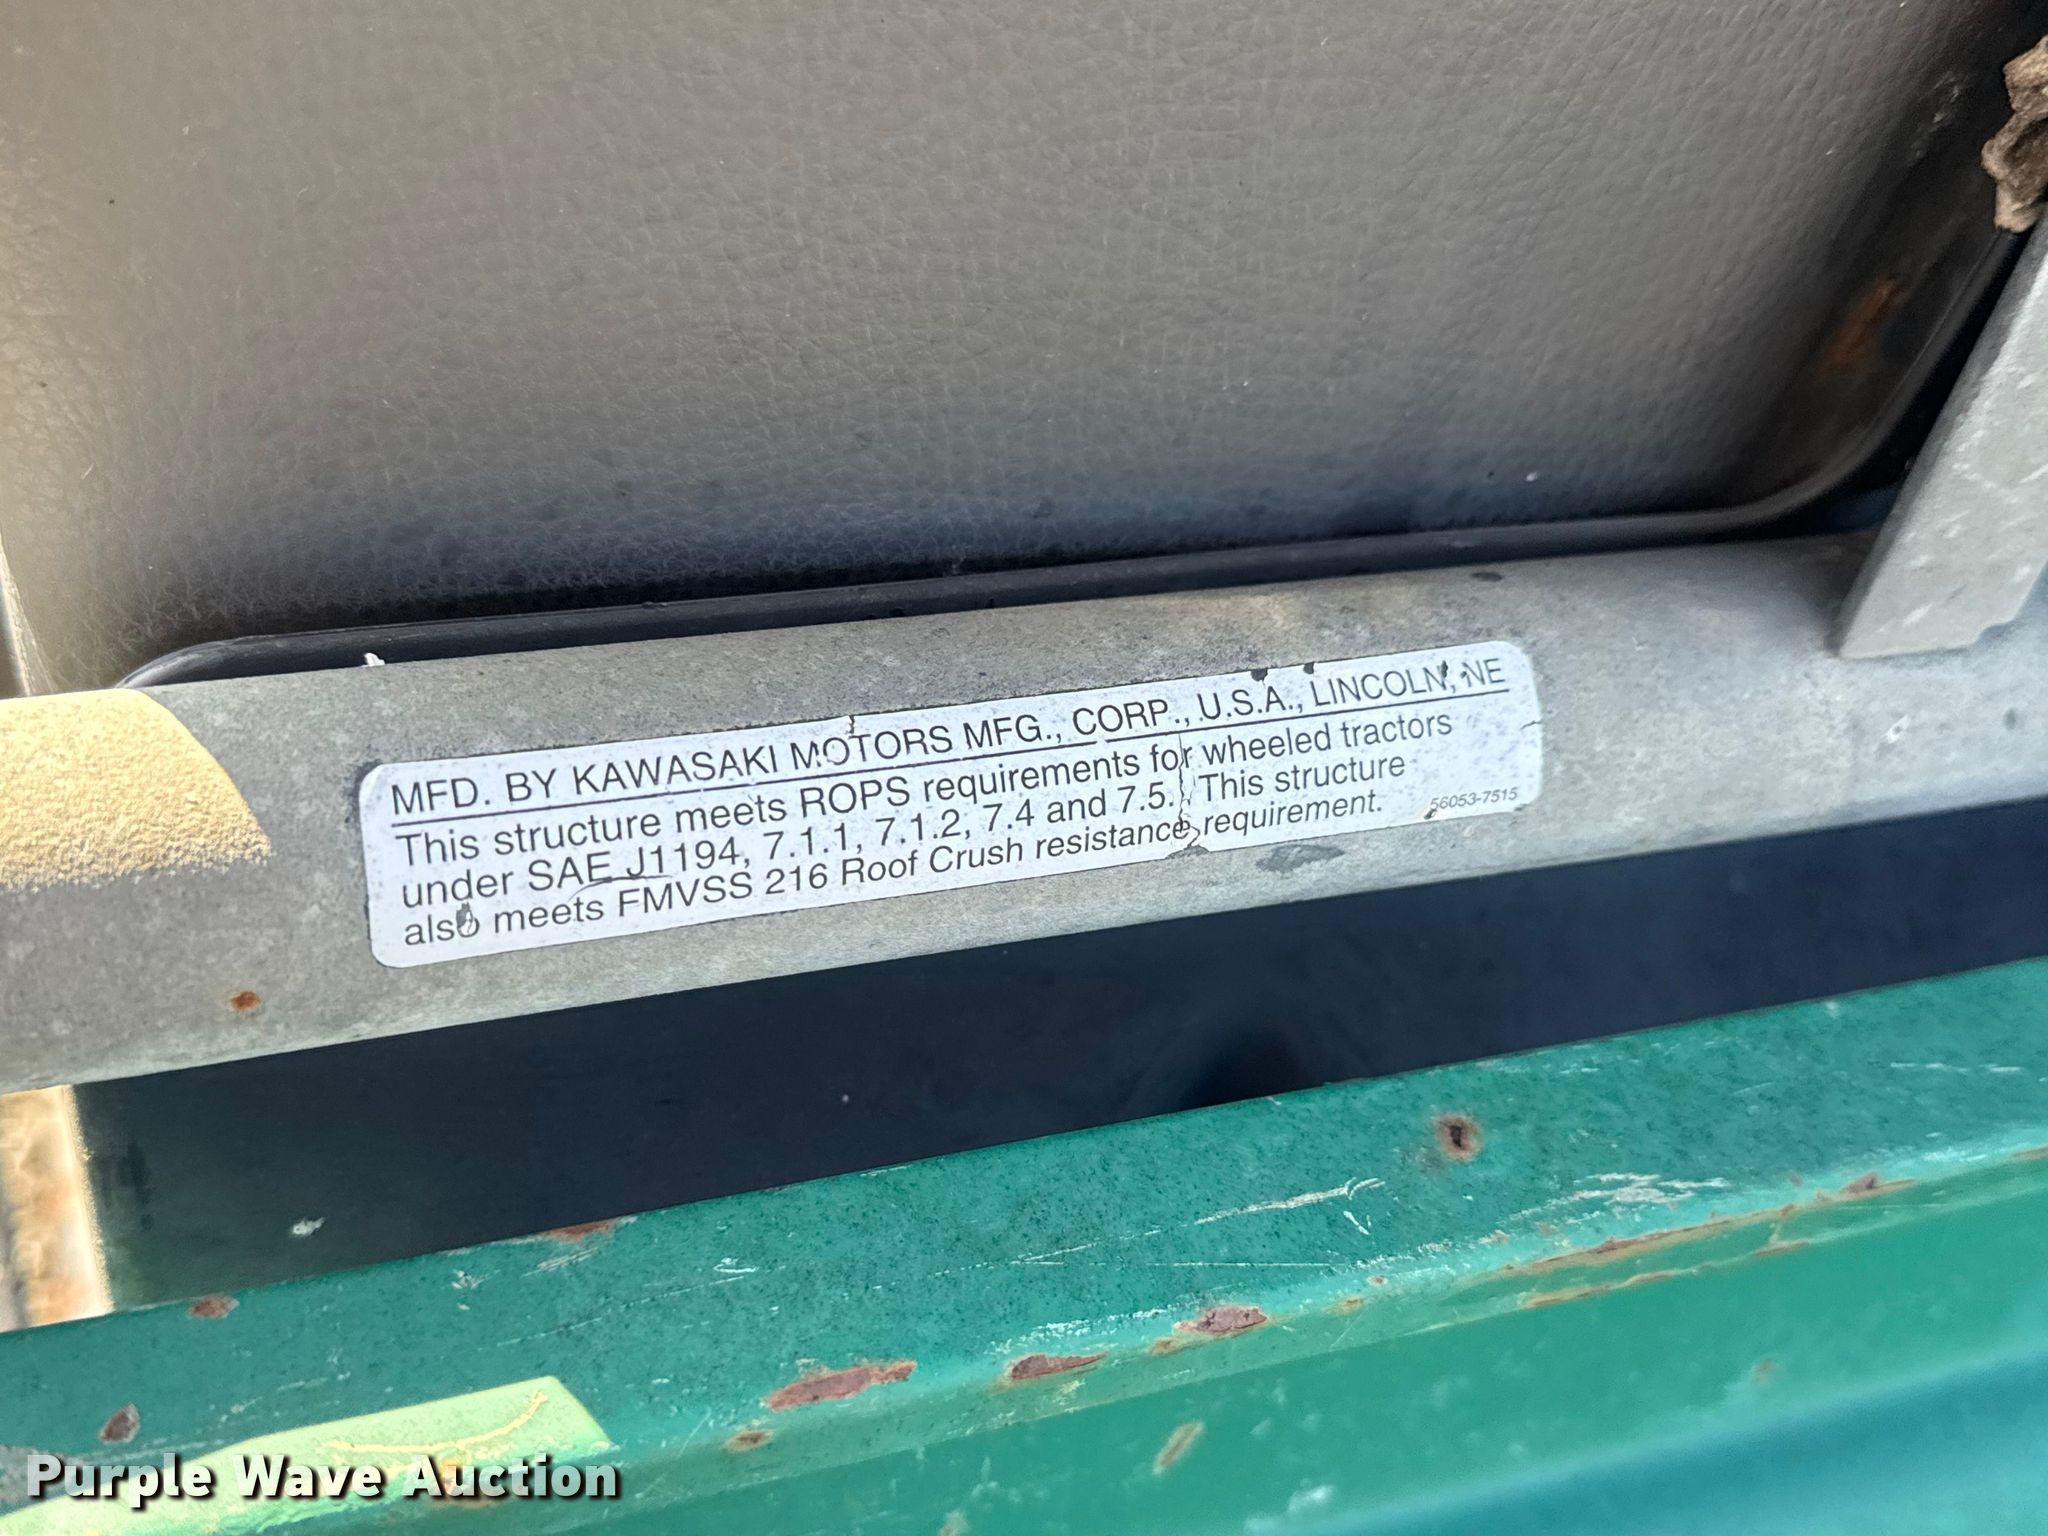 MFD. BY KAWASAKI MOTORS MFG., CORP., U.S.A., LINCOLN, NE
This structure meets ROPS requirements for wheeled tractors
under SAE J1194, 7.1.1, 7.1.2, 7.4 and 7.5. This structure
also meets FMVSS 216 Roof Crush resistance requirement.
56053-7515
Purple Wave Auction